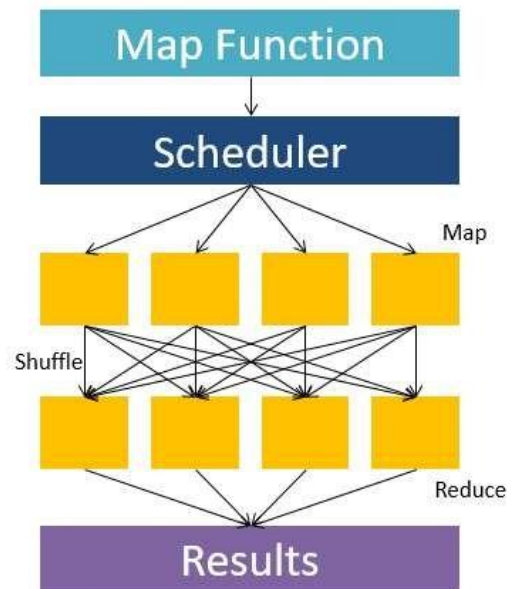 Map Function
Scheduler
Map
Shuffle
Reduce
Results